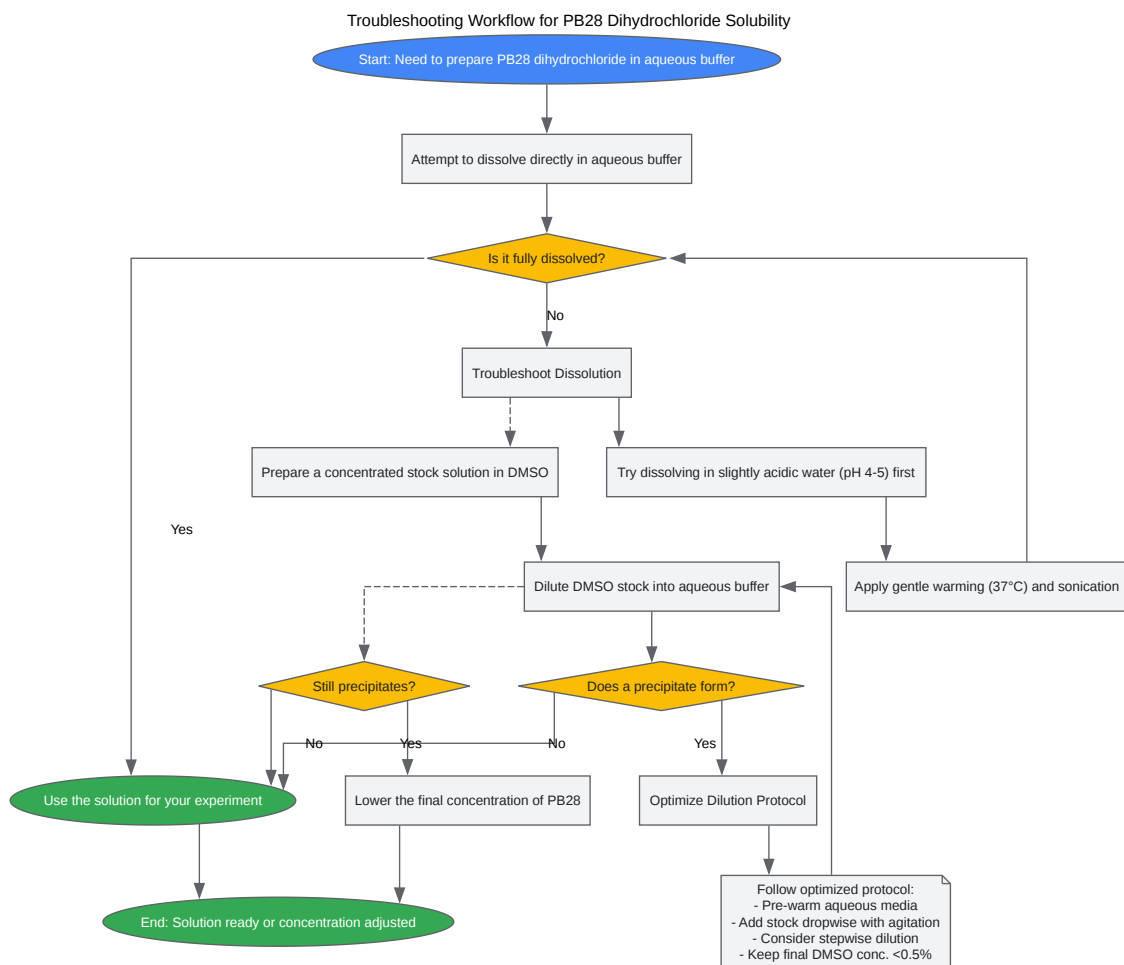 Troubleshooting Workflow for PB28 Dihydrochloride Solubility
Start: Need to prepare PB28 dihydrochloride in aqueous buffer
Attempt to dissolve directly in aqueous buffer
Is it fully dissolved?
No
Troubleshoot Dissolution
Prepare a concentrated stock solution in DMSO
Try dissolving in slightly acidic water (pH 4-5) first
Yes
Dilute DMSO stock into aqueous buffer
Apply gentle warming (37°C) and sonication
Still precipitates?
Does a precipitate form?
No
Yes
No
Yes
Use the solution for your experiment
Lower the final concentration of PB28
Optimize Dilution Protocol
Follow optimized protocol:
- Pre-warm aqueous media
- Add stock dropwise with agitation
- Consider stepwise dilution
- Keep final DMSO conc. <0.5%
End: Solution ready or concentration adjusted